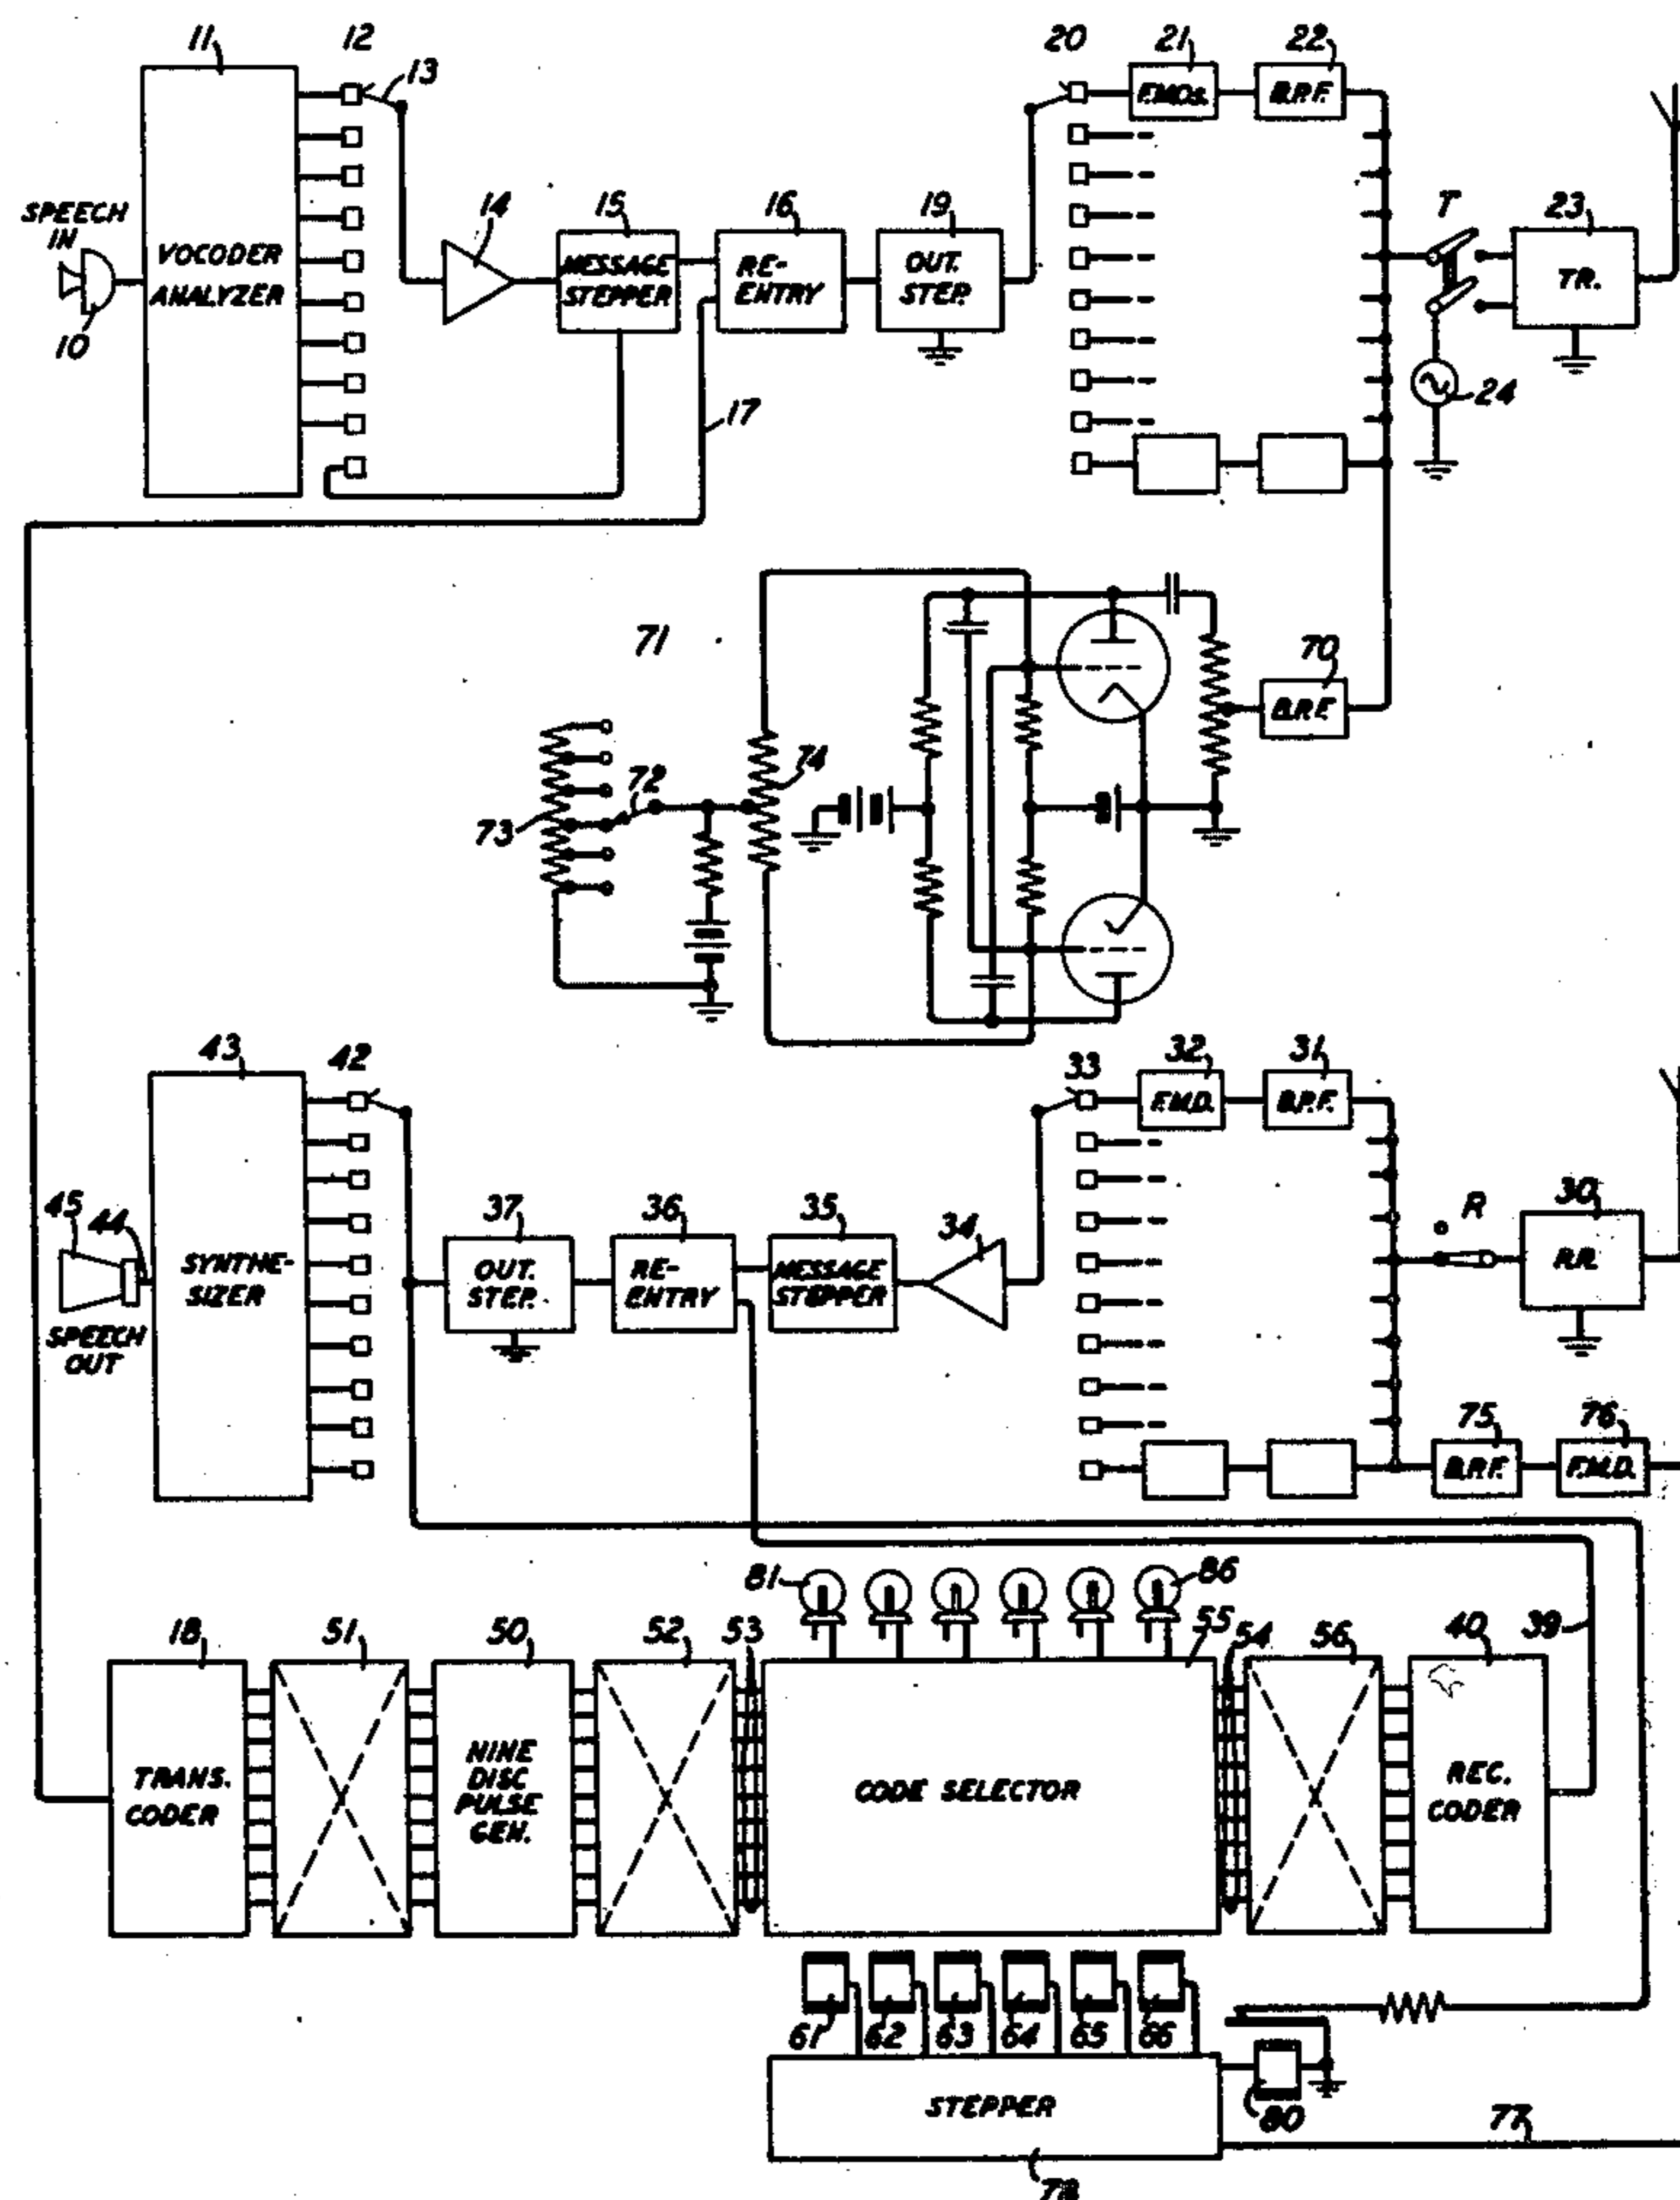 11
12
13
SPEECH
IN
10
VOCODER
ANALYZER
14
15
MESSAGE
STEPPER
16
RE-
ENTRY
17
19
OUT.
STEP.
20
21
F.M.OS.
22
B.P.F.
T
23
TR.
24
71
70
B.P.F.
72
73
74
43
42
33
32
F.M.D.
31
B.P.F.
45
44
SYNTHE-
SIZER
SPEECH
OUT
37
OUT.
STEP.
36
RE-
ENTRY
35
MESSAGE
STEPPER
34
R
30
R.R.
75
B.P.F.
76
F.M.D.
81
86
18
TRANS.
CODER
51
50
NINE
DISC
PULSE
GEN.
52
53
CODE SELECTOR
55
54
56
40
REC.
CODER
39
61
62
63
64
65
66
STEPPER
80
77
78